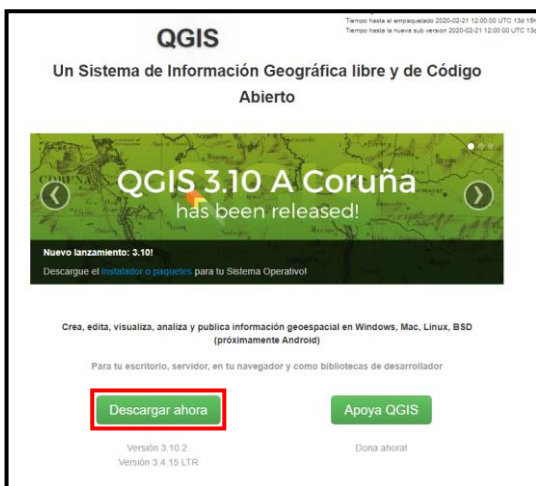 Tiempo hasta el empaquetado 2020-02-21 12:00:00 UTC 13d 15H
Tiempo hasta la nueva sub version 2020-02-21 12:00:00 UTC 13d
QGIS
Un Sistema de Información Geográfica libre y de Código
Abierto
QGIS 3.10 A Coruña
has been released!
Nuevo lanzamiento: 3.10!
Descargue el instalador o paquetes para tu Sistema Operativo!
Crea, edita, visualiza, analiza y publica información geoespacial en Windows, Mac, Linux, BSD
(próximamente Android)
Para tu escritorio, servidor, en tu navegador y como bibliotecas de desarrollador
Descargar ahora
Apoya QGIS
Versión 3.10.2
Dona ahora!
Versión 3.4.15 LTR